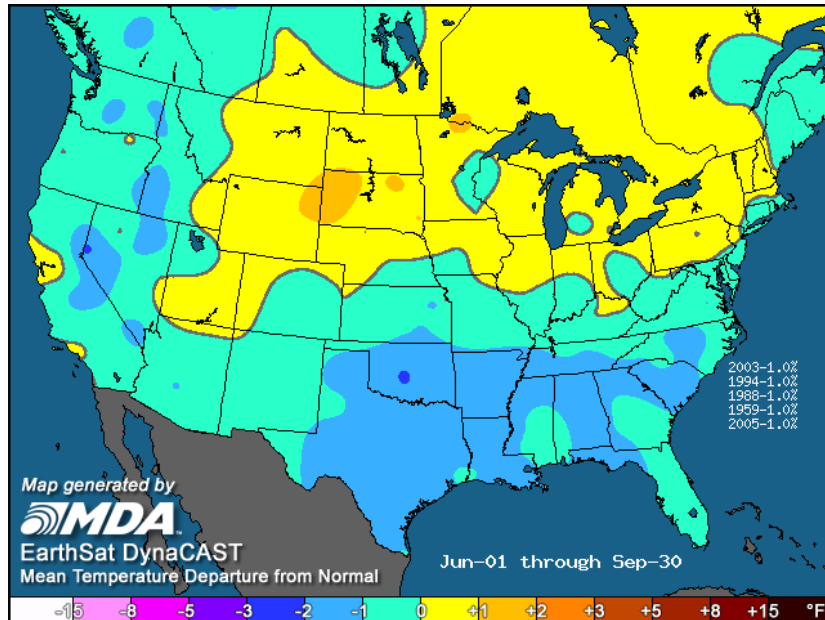 2003-1.0%
1994-1.0%
1988-1.0%
1959-1.0%
2005-1.0%
Map generated by
MDA™
EarthSat DynaCAST
Mean Temperature Departure from Normal
Jun-01 through Sep-30
-15 -8 -5 -3 -2 -1 0 +1 +2 +3 +5 +8 +15 °F